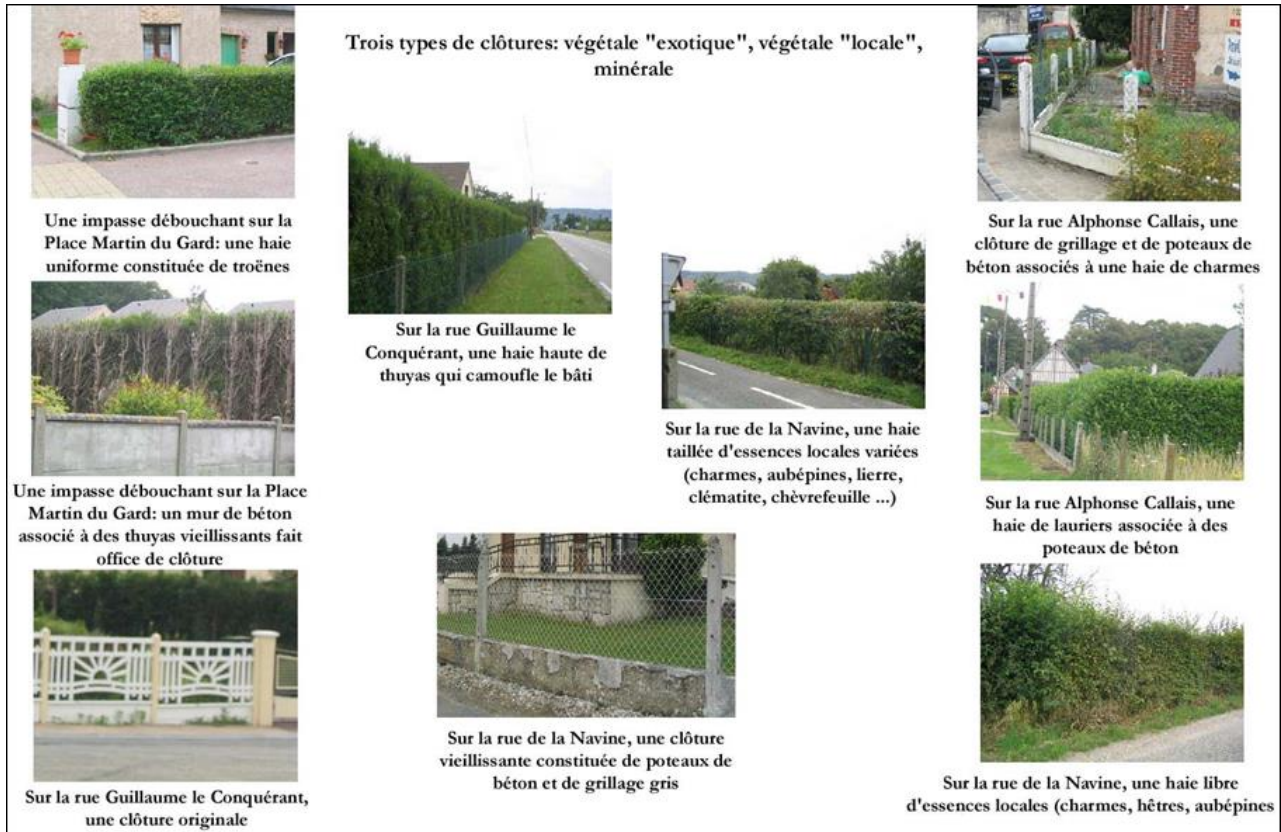 Trois types de clôtures: végétale "exotique", végétale "locale",
minérale
Une impasse débouchant sur la
Place Martin du Gard: une haie
uniforme constituée de troënes
Une impasse débouchant sur la Place
Martin du Gard: un mur de béton
associé à des thuyas vieillissants fait
office de clôture
Sur la rue Guillaume le Conquérant,
une clôture originale
Sur la rue Guillaume le
Conquérant, une haie haute de
thuyas qui camoufle le bâti
Sur la rue de la Navine, une haie
taillée d'essences locales variées
(charmes, aubépines, lierre,
clématite, chèvrefeuille ...)
Sur la rue de la Navine, une clôture
vieillissante constituée de poteaux de
béton et de grillage gris
Sur la rue Alphonse Callais, une
clôture de grillage et de poteaux de
béton associés à une haie de charmes
Sur la rue Alphonse Callais, une
haie de lauriers associée à des
poteaux de béton
Sur la rue de la Navine, une haie libre
d'essences locales (charmes, hêtres, aubépines